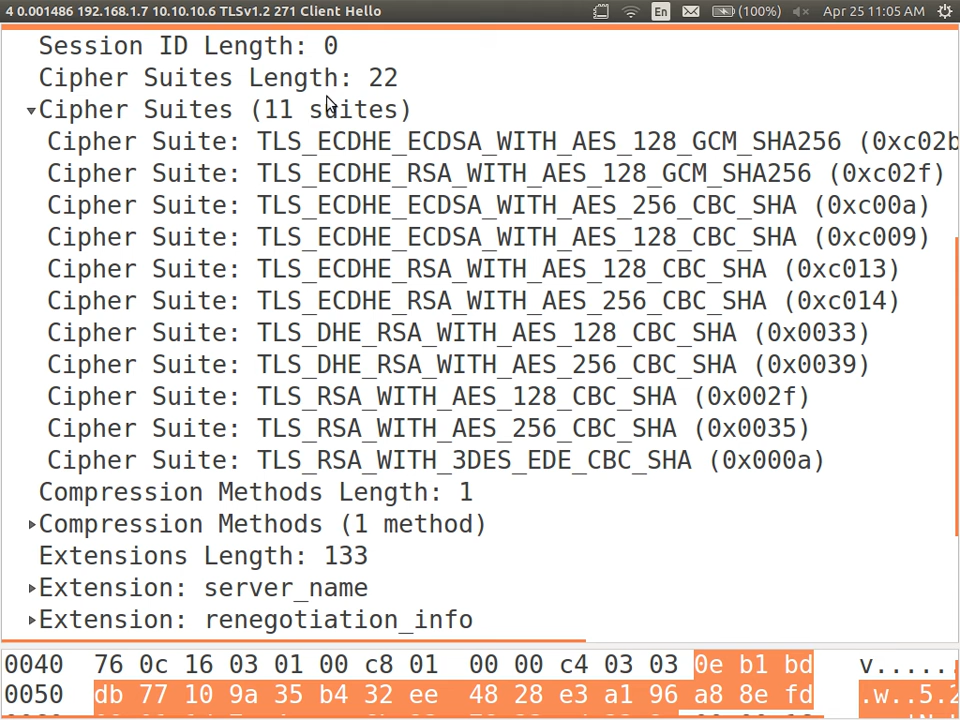 4 0.001486 192.168.1.7 10.10.10.6 TLSv1.2 271 Client Hello En (100%) Apr 25 11:05 AM
Session ID Length: 0
Cipher Suites Length: 22
Cipher Suites (11 suites)
Cipher Suite: TLS_ECDHE_ECDSA_WITH_AES_128_GCM_SHA256 (0xc02b
Cipher Suite: TLS_ECDHE_RSA_WITH_AES_128_GCM_SHA256 (0xc02f)
Cipher Suite: TLS_ECDHE_ECDSA_WITH_AES_256_CBC_SHA (0xc00a)
Cipher Suite: TLS_ECDHE_ECDSA_WITH_AES_128_CBC_SHA (0xc009)
Cipher Suite: TLS_ECDHE_RSA_WITH_AES_128_CBC_SHA (0xc013)
Cipher Suite: TLS_ECDHE_RSA_WITH_AES_256_CBC_SHA (0xc014)
Cipher Suite: TLS_DHE_RSA_WITH_AES_128_CBC_SHA (0x0033)
Cipher Suite: TLS_DHE_RSA_WITH_AES_256_CBC_SHA (0x0039)
Cipher Suite: TLS_RSA_WITH_AES_128_CBC_SHA (0x002f)
Cipher Suite: TLS_RSA_WITH_AES_256_CBC_SHA (0x0035)
Cipher Suite: TLS_RSA_WITH_3DES_EDE_CBC_SHA (0x000a)
Compression Methods Length: 1
Compression Methods (1 method)
Extensions Length: 133
Extension: server_name
Extension: renegotiation_info
0040 76 0c 16 03 01 00 c8 01 00 00 c4 03 03 0e b1 bd v.....
0050 db 77 10 9a 35 b4 32 ee 48 28 e3 a1 96 a8 8e fd .w..5.2